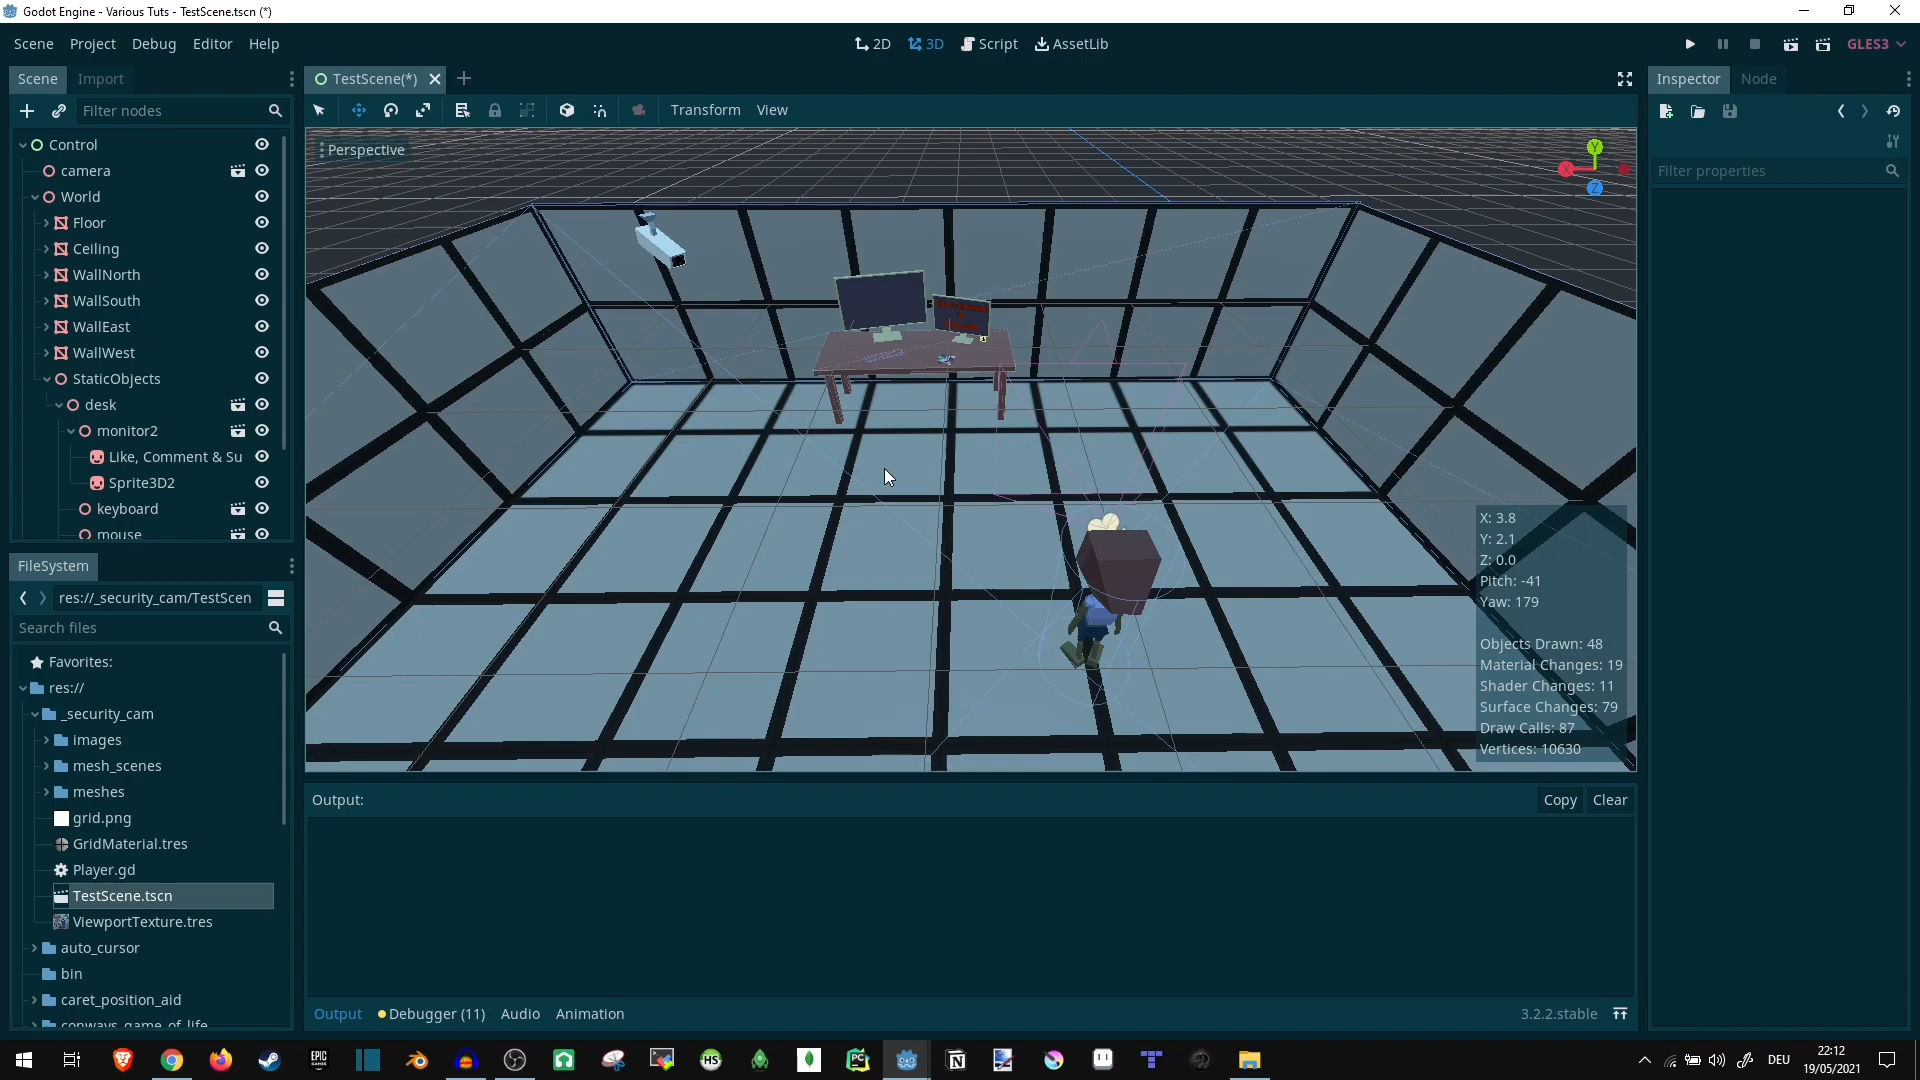 Godot Engine - Various Tuts - TestScene.tscn (*)
Scene Project Debug Editor Help
2D 3D Script AssetLib
GLES3
Scene Import
TestScene(*)
Inspector Node
Filter nodes
Transform View
Filter properties
Perspective
Y
X
Z
Control
camera
World
Floor
Ceiling
WallNorth
WallSouth
WallEast
WallWest
StaticObjects
desk
monitor2
Like, Comment & Su
Sprite3D2
keyboard
mouse
X: 3.8
Y: 2.1
Z: 0.0
Pitch: -41
Yaw: 179
Objects Drawn: 48
Material Changes: 19
Shader Changes: 11
Surface Changes: 79
Draw Calls: 87
Vertices: 10630
FileSystem
res://_security_cam/TestScen
Search files
Favorites:
res://
_security_cam
images
mesh_scenes
meshes
grid.png
GridMaterial.tres
Player.gd
TestScene.tscn
ViewportTexture.tres
auto_cursor
bin
caret_position_aid
conways_game_of_life
Output:
Copy Clear
Output Debugger (11) Audio Animation
3.2.2.stable
EPIC GAMES
HS
PC
DEU
22:12
19/05/2021